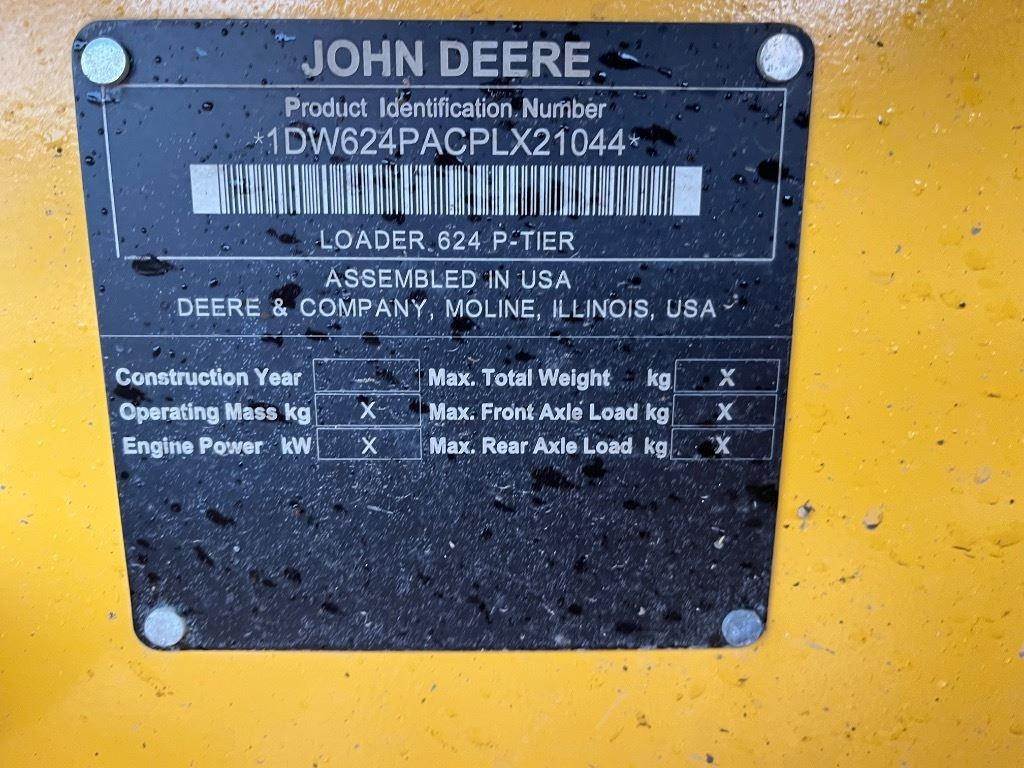 JOHN DEERE
Product Identification Number
*1DW624PACPLX21044*
LOADER 624 P-TIER
ASSEMBLED IN USA
DEERE & COMPANY, MOLINE, ILLINOIS, USA
Construction Year Max. Total Weight kg X
Operating Mass kg X Max. Front Axle Load kg X
Engine Power kW X Max. Rear Axle Load kg X